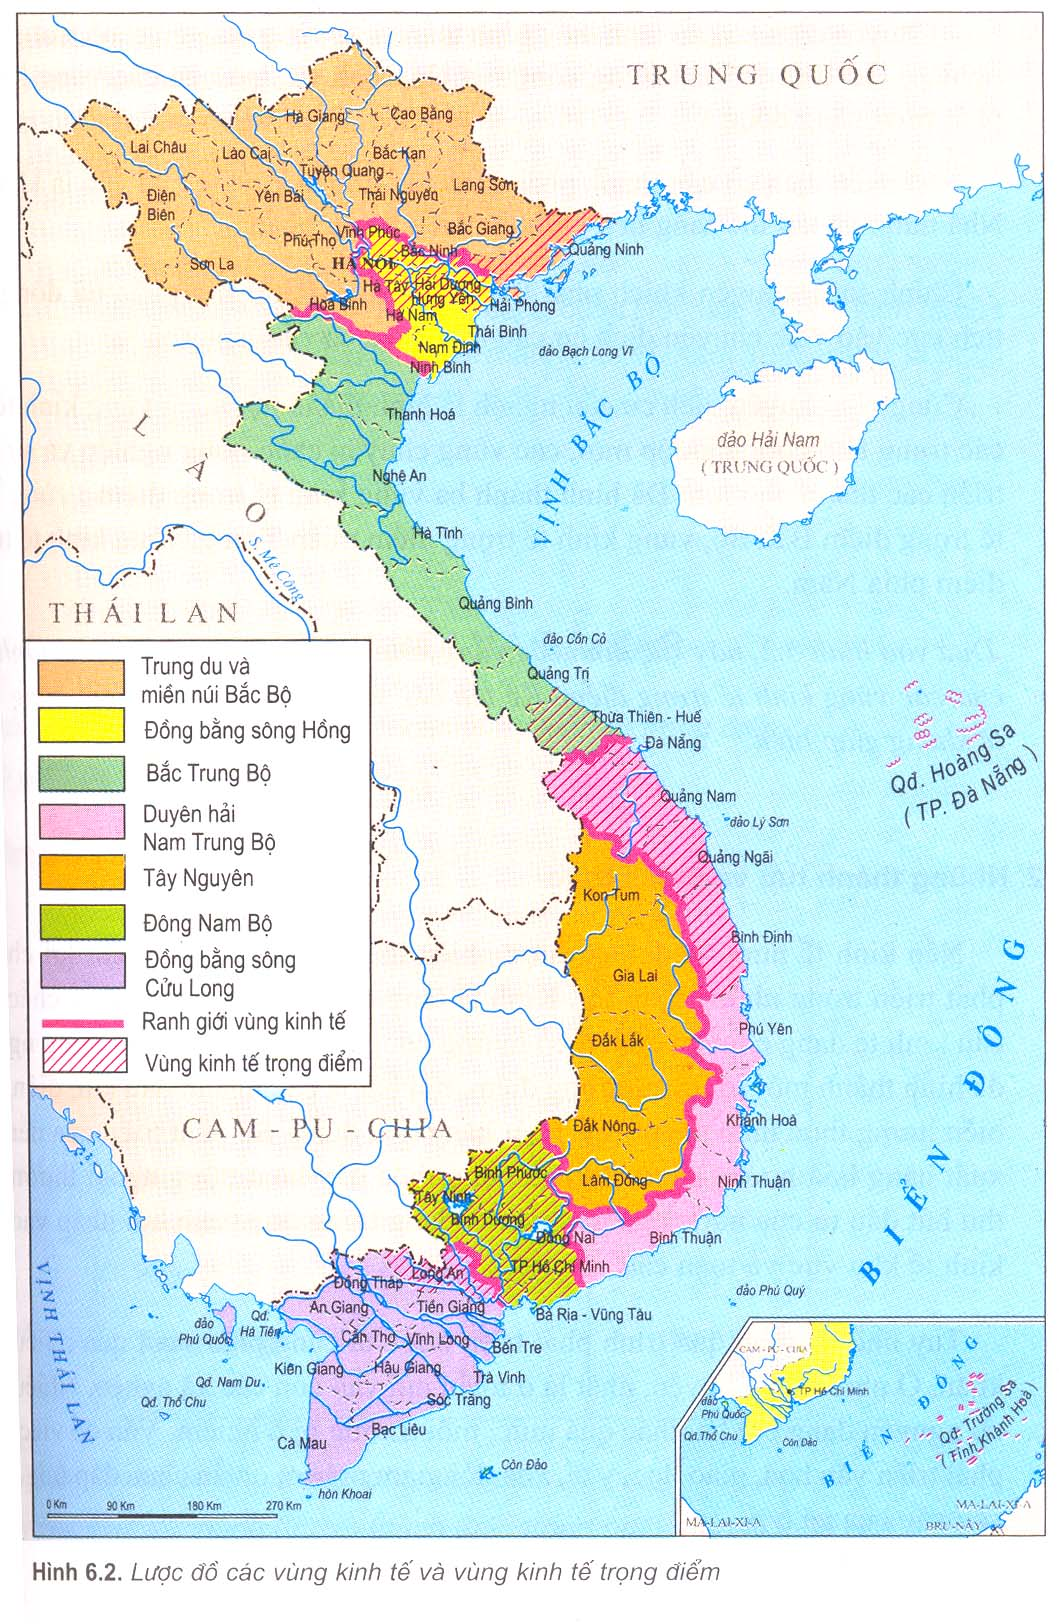 TRUNG QUỐC
Hà Giang
Cao Bằng
Lai Châu
Lào Cai
Bắc Kạn
Tuyên Quang
Điện
Biên
Yên Bái
Thái Nguyên
Lạng Sơn
Phú Thọ
Vĩnh Phúc
Bắc Giang
Sơn La
HÀ NỘI
Bắc Ninh
Quảng Ninh
Hà Tây
Hải Dương
Hưng Yên
Hoà Bình
Hà Nam
Hải Phòng
Thái Bình
Nam Định
Ninh Bình
đảo Bạch Long Vĩ
VỊNH BẮC BỘ
đảo Hải Nam
( TRUNG QUỐC )
LÀO
Thanh Hoá
Nghệ An
Hà Tĩnh
S. Mê Công
THÁI LAN
Quảng Bình
đảo Cồn Cỏ
Quảng Trị
Thừa Thiên - Huế
Đà Nẵng
Qđ. Hoàng Sa
( TP. Đà Nẵng )
Quảng Nam
đảo Lý Sơn
Quảng Ngãi
Trung du và
miền núi Bắc Bộ
Đồng bằng sông Hồng
Bắc Trung Bộ
Duyên hải
Nam Trung Bộ
Tây Nguyên
Đông Nam Bộ
Đồng bằng sông
Cửu Long
Ranh giới vùng kinh tế
Vùng kinh tế trọng điểm
Kon Tum
Bình Định
Gia Lai
Phú Yên
Đắk Lắk
BIỂN ĐÔNG
CAM - PU - CHIA
Đắk Nông
Khánh Hoà
Bình Phước
Lâm Đồng
Ninh Thuận
Tây Ninh
Bình Dương
Đồng Nai
Bình Thuận
TP Hồ Chí Minh
Long An
Đồng Tháp
An Giang
Tiền Giang
Bà Rịa - Vũng Tàu
đảo Phú Quý
VỊNH THÁI LAN
đảo
Phú Quốc
Qđ.
Hà Tiên
Cần Thơ
Vĩnh Long
Bến Tre
Kiên Giang
Hậu Giang
Trà Vinh
Qđ. Nam Du
Sóc Trăng
Qđ. Thổ Chu
Bạc Liêu
Cà Mau
Côn Đảo
hòn Khoai
0 Km 90 Km 180 Km 270 Km
CAM - PU - CHIA
TP Hồ Chí Minh
đảo
Phú Quốc
Qđ.Thổ Chu
Côn Đảo
BIỂN ĐÔNG
Qđ. Trường Sa
( Tỉnh Khánh Hoà )
MA-LAI-XI-A
MA-LAI-XI-A
BRU-NÂY
Hình 6.2. Lược đồ các vùng kinh tế và vùng kinh tế trọng điểm